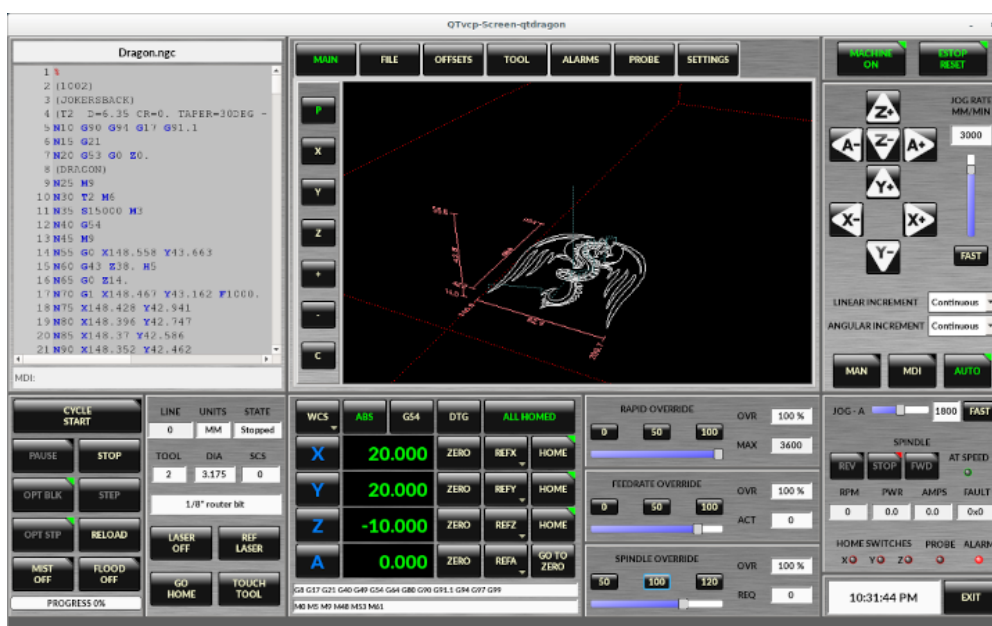 QTvcp-Screen-qtdragon
Dragon.ngc
1 %
2 (1002)
3 (JOKERSBACK)
4 (T2 D=6.35 CR=0. TAPER=30DEG -
5 N10 G90 G94 G17 G91.1
6 N15 G21
7 N20 G53 G0 Z0.
8 (DRAGON)
9 N25 M9
10 N30 T2 M6
11 N35 S15000 M3
12 N40 G54
13 N45 M9
14 N55 G0 X148.558 Y43.663
15 N60 G43 Z38. H5
16 N65 G0 Z14.
17 N70 G1 X148.467 Y43.162 F1000.
18 N75 X148.428 Y42.941
19 N80 X148.396 Y42.747
20 N85 X148.37 Y42.586
21 N90 X148.352 Y42.462
MDI:
MAIN FILE OFFSETS TOOL ALARMS PROBE SETTINGS
P
X
Y
Z
+
-
C
MACHINE ON
ESTOP RESET
JOG RATE
MM/MIN
3000
Z+
A- Z- A+
Y+
X- X+
Y-
FAST
LINEAR INCREMENT Continuous
ANGULAR INCREMENT Continuous
MAN MDI AUTO
CYCLE START
PAUSE STOP
OPT BLK STEP
OPT STP RELOAD
MIST OFF FLOOD OFF
PROGRESS 0%
LINE UNITS STATE
0 MM Stopped
TOOL DIA SCS
2 3.175 0
1/8" router bit
LASER OFF REF LASER
GO HOME TOUCH TOOL
WCS ABS G54 DTG ALL HOMED
X 20.000 ZERO REFX HOME
Y 20.000 ZERO REFY HOME
Z -10.000 ZERO REFZ HOME
A 0.000 ZERO REFA GO TO ZERO
G8 G17 G21 G40 G49 G54 G64 G80 G90 G91.1 G94 G97 G99
M0 M5 M9 M48 M53 M61
RAPID OVERRIDE OVR 100 %
0 50 100 MAX 3600
FEEDRATE OVERRIDE OVR 100 %
0 50 100 ACT 0
SPINDLE OVERRIDE OVR 100 %
50 100 120 REQ 0
JOG - A 1800 FAST
SPINDLE
REV STOP FWD AT SPEED
RPM PWR AMPS FAULT
0 0.0 0.0 0x0
HOME SWITCHES PROBE ALARM
X Y Z
10:31:44 PM EXIT